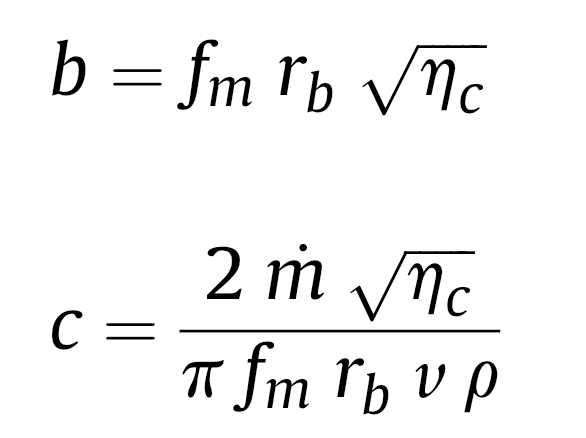 b = f_m r_b √η_c
c = (2 ṁ √η_c) / (π f_m r_b ν ρ)